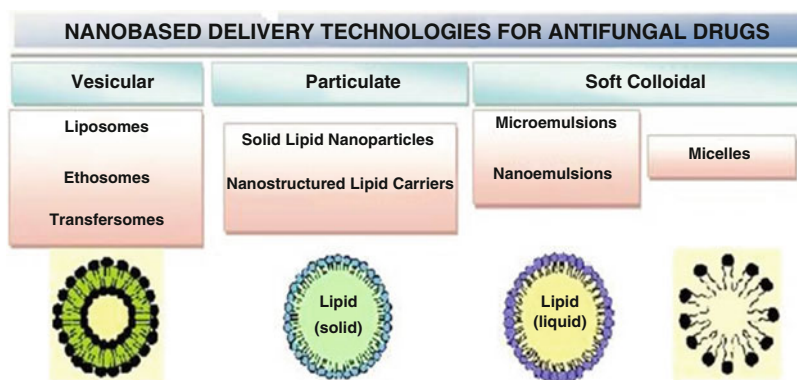 NANOBASED DELIVERY TECHNOLOGIES FOR ANTIFUNGAL DRUGS
Vesicular
Particulate
Soft Colloidal
Liposomes
Ethosomes
Transfersomes
Solid Lipid Nanoparticles
Nanostructured Lipid Carriers
Microemulsions
Nanoemulsions
Micelles
Lipid
(solid)
Lipid
(liquid)